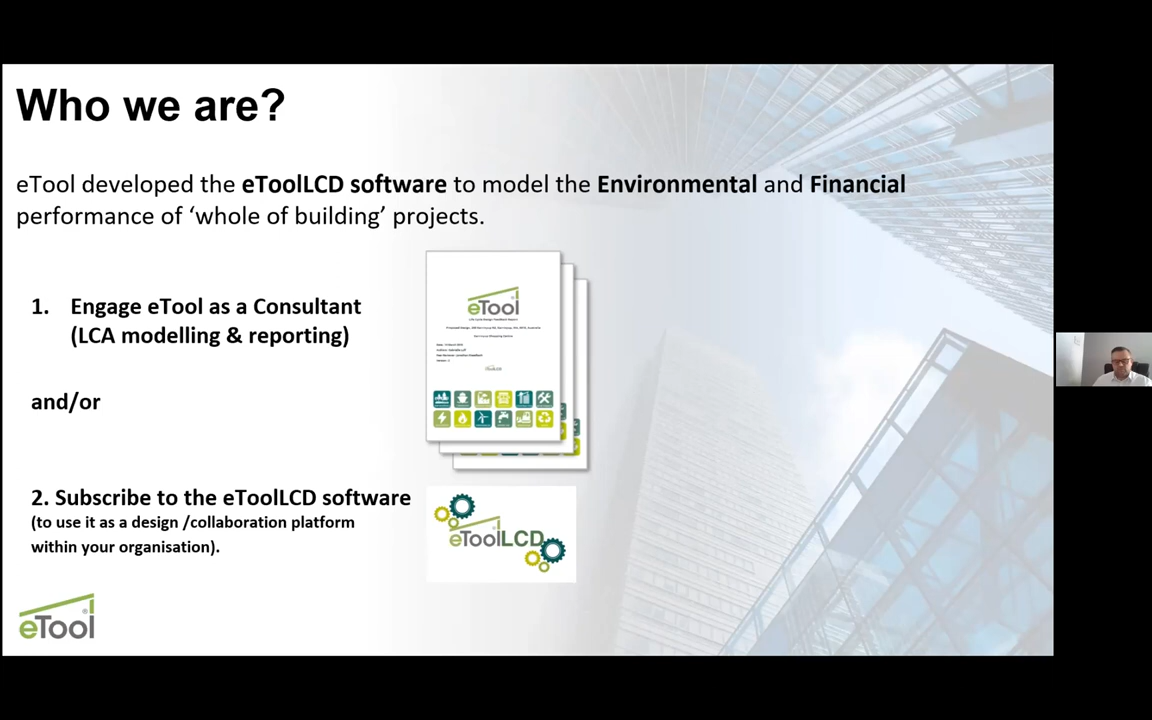 Who we are?
eTool developed the eToolLCD software to model the Environmental and Financial
performance of ‘whole of building’ projects.
1. Engage eTool as a Consultant
(LCA modelling & reporting)
and/or
2. Subscribe to the eToolLCD software
(to use it as a design /collaboration platform
within your organisation).
eTool
eToolLCD
eTool